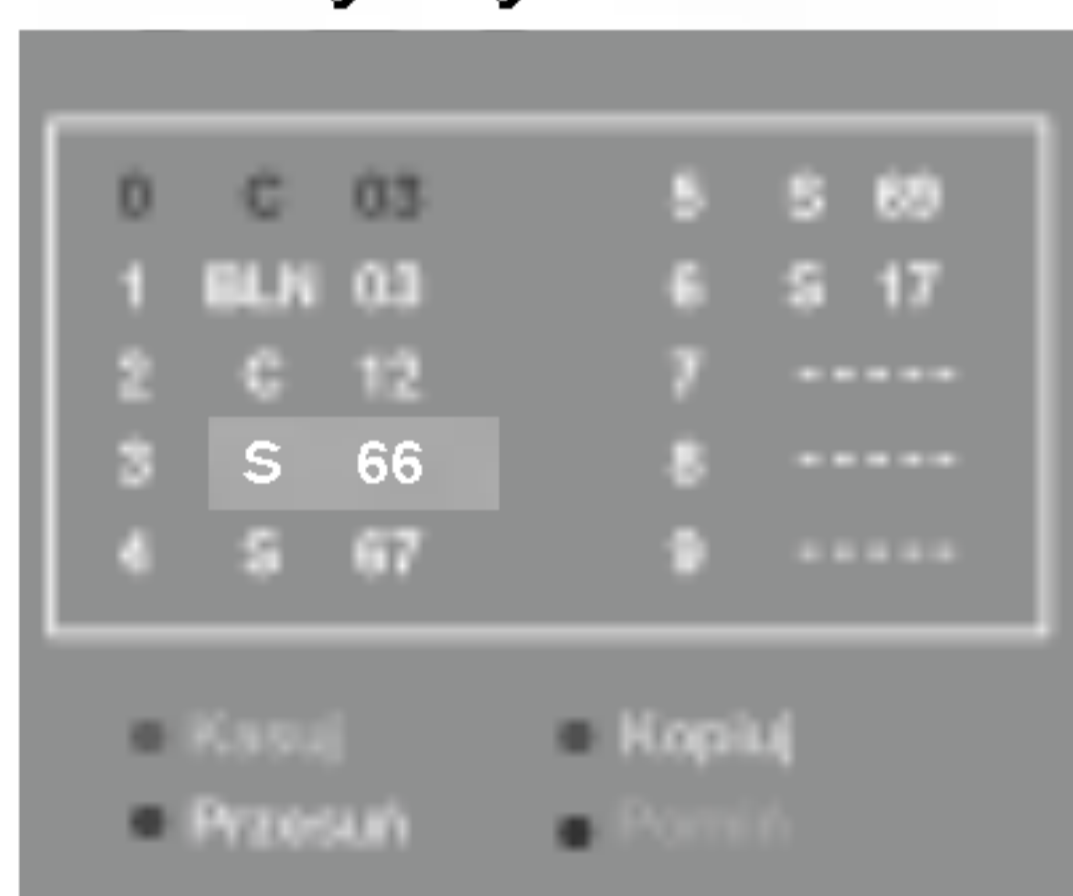 0 C 03 5 S 69
1 BLN 03 6 S 17
2 C 12 7 -----
3 S 66 8 -----
4 S 67 9 -----
Kasuj Kopiuj
Przesuń Pomiń